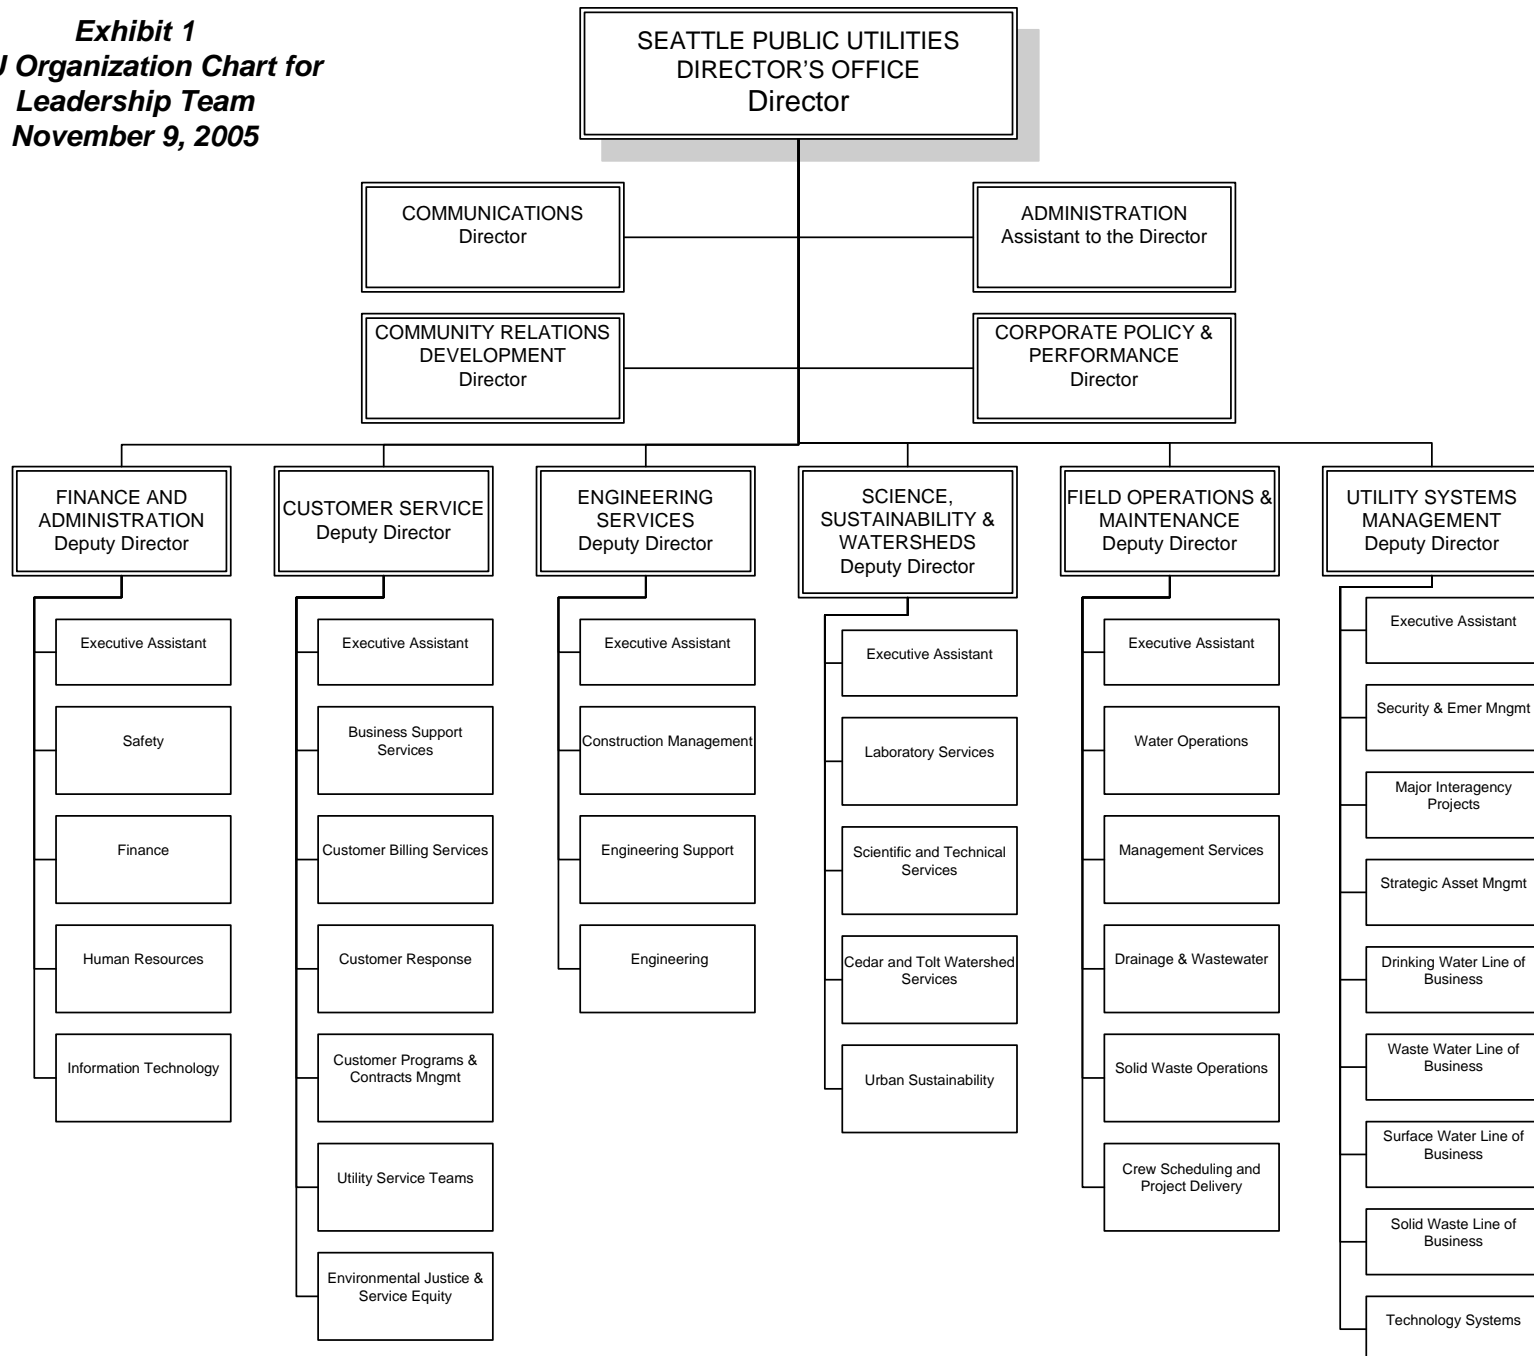 Exhibit 1
Organization Chart for
Leadership Team
November 9, 2005
SEATTLE PUBLIC UTILITIES
DIRECTOR'S OFFICE
Director
COMMUNICATIONS
Director
ADMINISTRATION
Assistant to the Director
COMMUNITY RELATIONS
DEVELOPMENT
Director
CORPORATE POLICY &
PERFORMANCE
Director
FINANCE AND
ADMINISTRATION
Deputy Director
CUSTOMER SERVICE
Deputy Director
ENGINEERING
SERVICES
Deputy Director
SCIENCE,
SUSTAINABILITY &
WATERSHEDS
Deputy Director
FIELD OPERATIONS &
MAINTENANCE
Deputy Director
UTILITY SYSTEMS
MANAGEMENT
Deputy Director
Executive Assistant
Safety
Finance
Human Resources
Information Technology
Executive Assistant
Business Support
Services
Customer Billing Services
Customer Response
Customer Programs &
Contracts Mngmt
Utility Service Teams
Environmental Justice &
Service Equity
Executive Assistant
Construction Management
Engineering Support
Engineering
Executive Assistant
Laboratory Services
Scientific and Technical
Services
Cedar and Tolt Watershed
Services
Urban Sustainability
Executive Assistant
Water Operations
Management Services
Drainage & Wastewater
Solid Waste Operations
Crew Scheduling and
Project Delivery
Executive Assistant
Security & Emer Mngmt
Major Interagency
Projects
Strategic Asset Mngmt
Drinking Water Line of
Business
Waste Water Line of
Business
Surface Water Line of
Business
Solid Waste Line of
Business
Technology Systems